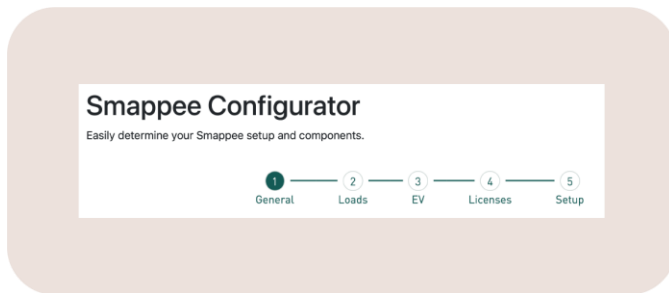 Smappee Configurator
Easily determine your Smappee setup and components.
1 2 3 4 5
General Loads EV Licenses Setup